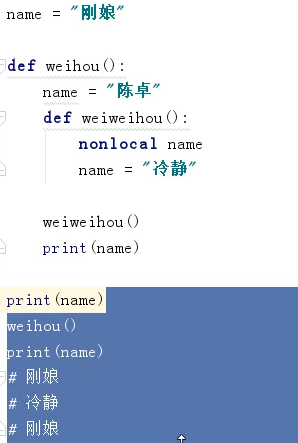 name = "刚娘"
def weihou():
    name = "陈卓"
    def weiweihou():
        nonlocal name
        name = "冷静"
    weiweihou()
    print(name)
print(name)
weihou()
print(name)
# 刚娘
# 冷静
# 刚娘